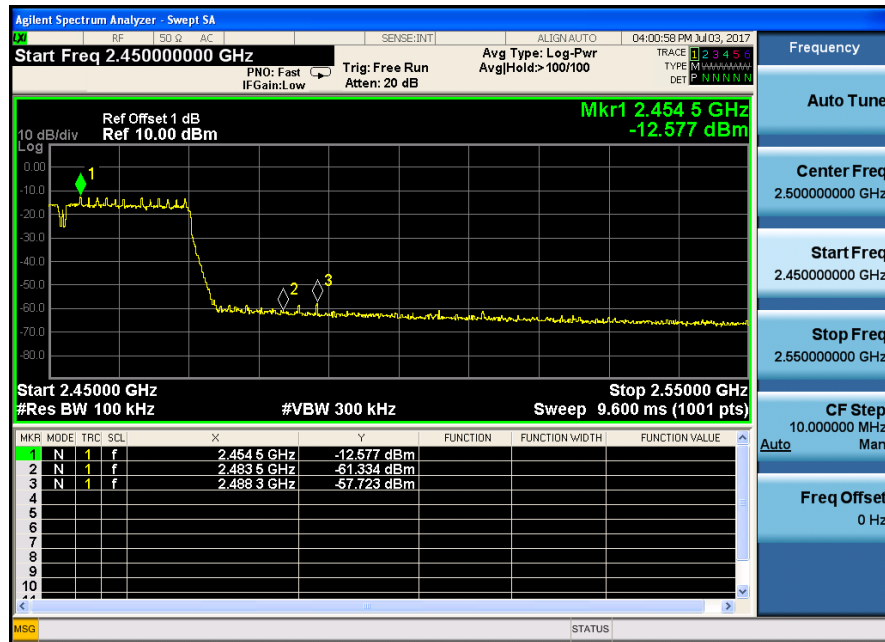 Agilent Spectrum Analyzer - Swept SA
LXI RF 50 Ω AC SENSE:INT ALIGN AUTO 04:00:58 PM Jul 03, 2017
Start Freq 2.450000000 GHz
PNO: Fast
IFGain:Low
Trig: Free Run
Atten: 20 dB
Avg Type: Log-Pwr
Avg|Hold:>100/100
TRACE 1 2 3 4 5 6
TYPE M WWWWW
DET P N N N N N
Frequency
Auto Tune
Center Freq
2.500000000 GHz
Start Freq
2.450000000 GHz
Stop Freq
2.550000000 GHz
CF Step
10.000000 MHz
Auto Man
Freq Offset
0 Hz
Mkr1 2.454 5 GHz
-12.577 dBm
Ref Offset 1 dB
10 dB/div Ref 10.00 dBm
Log
0.00
-10.0
-20.0
-30.0
-40.0
-50.0
-60.0
-70.0
-80.0
1
2
3
Start 2.45000 GHz Stop 2.55000 GHz
#Res BW 100 kHz #VBW 300 kHz Sweep 9.600 ms (1001 pts)
MKR MODE TRC SCL X Y FUNCTION FUNCTION WIDTH FUNCTION VALUE
1 N 1 f 2.454 5 GHz -12.577 dBm
2 N 1 f 2.483 5 GHz -61.334 dBm
3 N 1 f 2.488 3 GHz -57.723 dBm
4
5
6
7
8
9
10
11
MSG STATUS